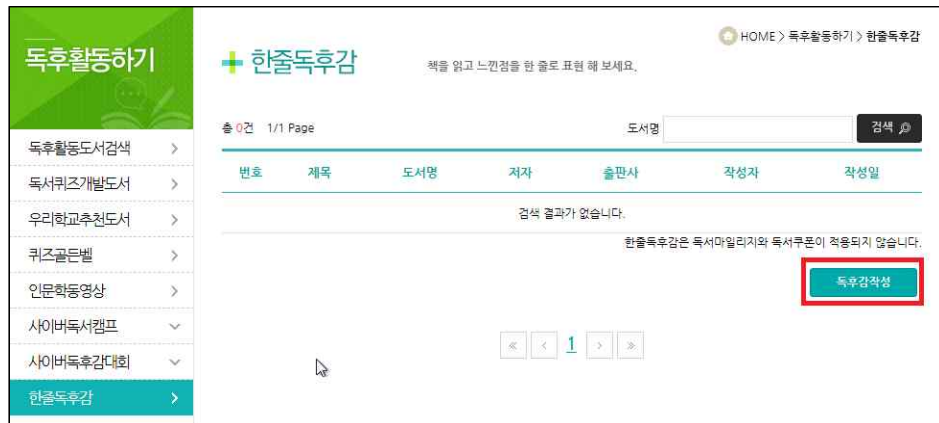 독후활동하기
HOME > 독후활동하기 > 한줄독후감
한줄독후감
책을 읽고 느낀점을 한 줄로 표현 해 보세요.
총 0건 1/1 Page
도서명
검색
번호 제목 도서명 저자 출판사 작성자 작성일
검색 결과가 없습니다.
한줄독후감은 독서마일리지와 독서쿠폰이 적용되지 않습니다.
독후감작성
« < 1 > »
독후활동도서검색
독서퀴즈개발도서
우리학교추천도서
퀴즈골든벨
인문학동영상
사이버독서캠프
사이버독후감대회
한줄독후감